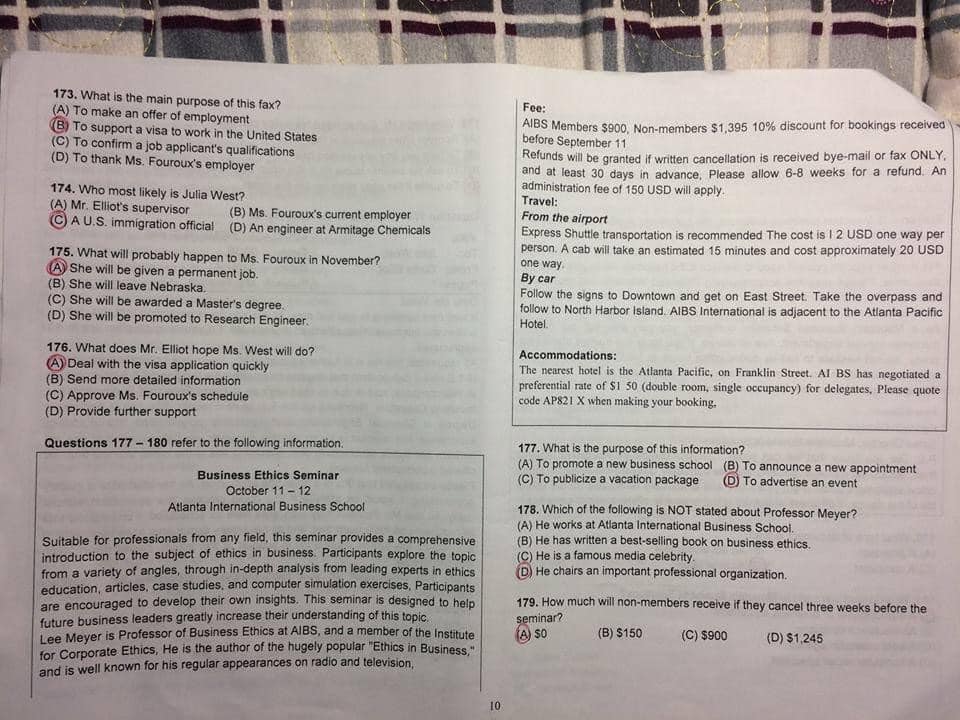 173. What is the main purpose of this fax?
(A) To make an offer of employment
(B) To support a visa to work in the United States
(C) To confirm a job applicant's qualifications
(D) To thank Ms. Fouroux's employer
174. Who most likely is Julia West?
(A) Mr. Elliot's supervisor (B) Ms. Fouroux's current employer
(C) A U.S. immigration official (D) An engineer at Armitage Chemicals
175. What will probably happen to Ms. Fouroux in November?
(A) She will be given a permanent job.
(B) She will leave Nebraska.
(C) She will be awarded a Master's degree.
(D) She will be promoted to Research Engineer.
176. What does Mr. Elliot hope Ms. West will do?
(A) Deal with the visa application quickly
(B) Send more detailed information
(C) Approve Ms. Fouroux's schedule
(D) Provide further support
Questions 177 – 180 refer to the following information.
Business Ethics Seminar
October 11 – 12
Atlanta International Business School
Suitable for professionals from any field, this seminar provides a comprehensive
introduction to the subject of ethics in business. Participants explore the topic
from a variety of angles, through in-depth analysis from leading experts in ethics
education, articles, case studies, and computer simulation exercises, Participants
are encouraged to develop their own insights. This seminar is designed to help
future business leaders greatly increase their understanding of this topic.
Lee Meyer is Professor of Business Ethics at AIBS, and a member of the Institute
for Corporate Ethics, He is the author of the hugely popular "Ethics in Business,"
and is well known for his regular appearances on radio and television,
Fee:
AIBS Members $900, Non-members $1,395 10% discount for bookings received
before September 11
Refunds will be granted if written cancellation is received bye-mail or fax ONLY,
and at least 30 days in advance, Please allow 6-8 weeks for a refund. An
administration fee of 150 USD will apply.
Travel:
From the airport
Express Shuttle transportation is recommended The cost is I 2 USD one way per
person. A cab will take an estimated 15 minutes and cost approximately 20 USD
one way.
By car
Follow the signs to Downtown and get on East Street. Take the overpass and
follow to North Harbor Island. AIBS International is adjacent to the Atlanta Pacific
Hotel.
Accommodations:
The nearest hotel is the Atlanta Pacific, on Franklin Street. AI BS has negotiated a
preferential rate of $1 50 (double room, single occupancy) for delegates, Please quote
code AP821 X when making your booking,
177. What is the purpose of this information?
(A) To promote a new business school (B) To announce a new appointment
(C) To publicize a vacation package (D) To advertise an event
178. Which of the following is NOT stated about Professor Meyer?
(A) He works at Atlanta International Business School.
(B) He has written a best-selling book on business ethics.
(C) He is a famous media celebrity.
(D) He chairs an important professional organization.
179. How much will non-members receive if they cancel three weeks before the
seminar?
(A) $0 (B) $150 (C) $900 (D) $1,245
10